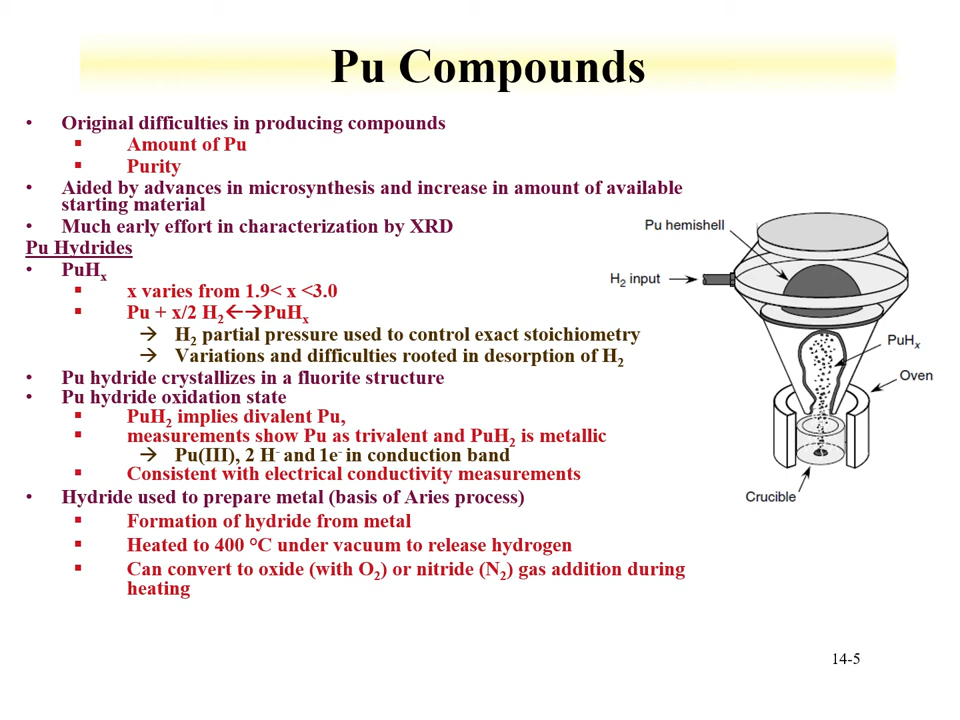 Pu Compounds
• Original difficulties in producing compounds
▪ Amount of Pu
▪ Purity
• Aided by advances in microsynthesis and increase in amount of available
starting material
• Much early effort in characterization by XRD
Pu Hydrides
• PuHx
▪ x varies from 1.9< x <3.0
▪ Pu + x/2 H2←→PuHx
→ H2 partial pressure used to control exact stoichiometry
→ Variations and difficulties rooted in desorption of H2
• Pu hydride crystallizes in a fluorite structure
• Pu hydride oxidation state
▪ PuH2 implies divalent Pu,
▪ measurements show Pu as trivalent and PuH2 is metallic
→ Pu(III), 2 H- and 1e- in conduction band
▪ Consistent with electrical conductivity measurements
• Hydride used to prepare metal (basis of Aries process)
▪ Formation of hydride from metal
▪ Heated to 400 °C under vacuum to release hydrogen
▪ Can convert to oxide (with O2) or nitride (N2) gas addition during
heating
Pu hemishell
H2 input
PuHx
Oven
Crucible
14-5